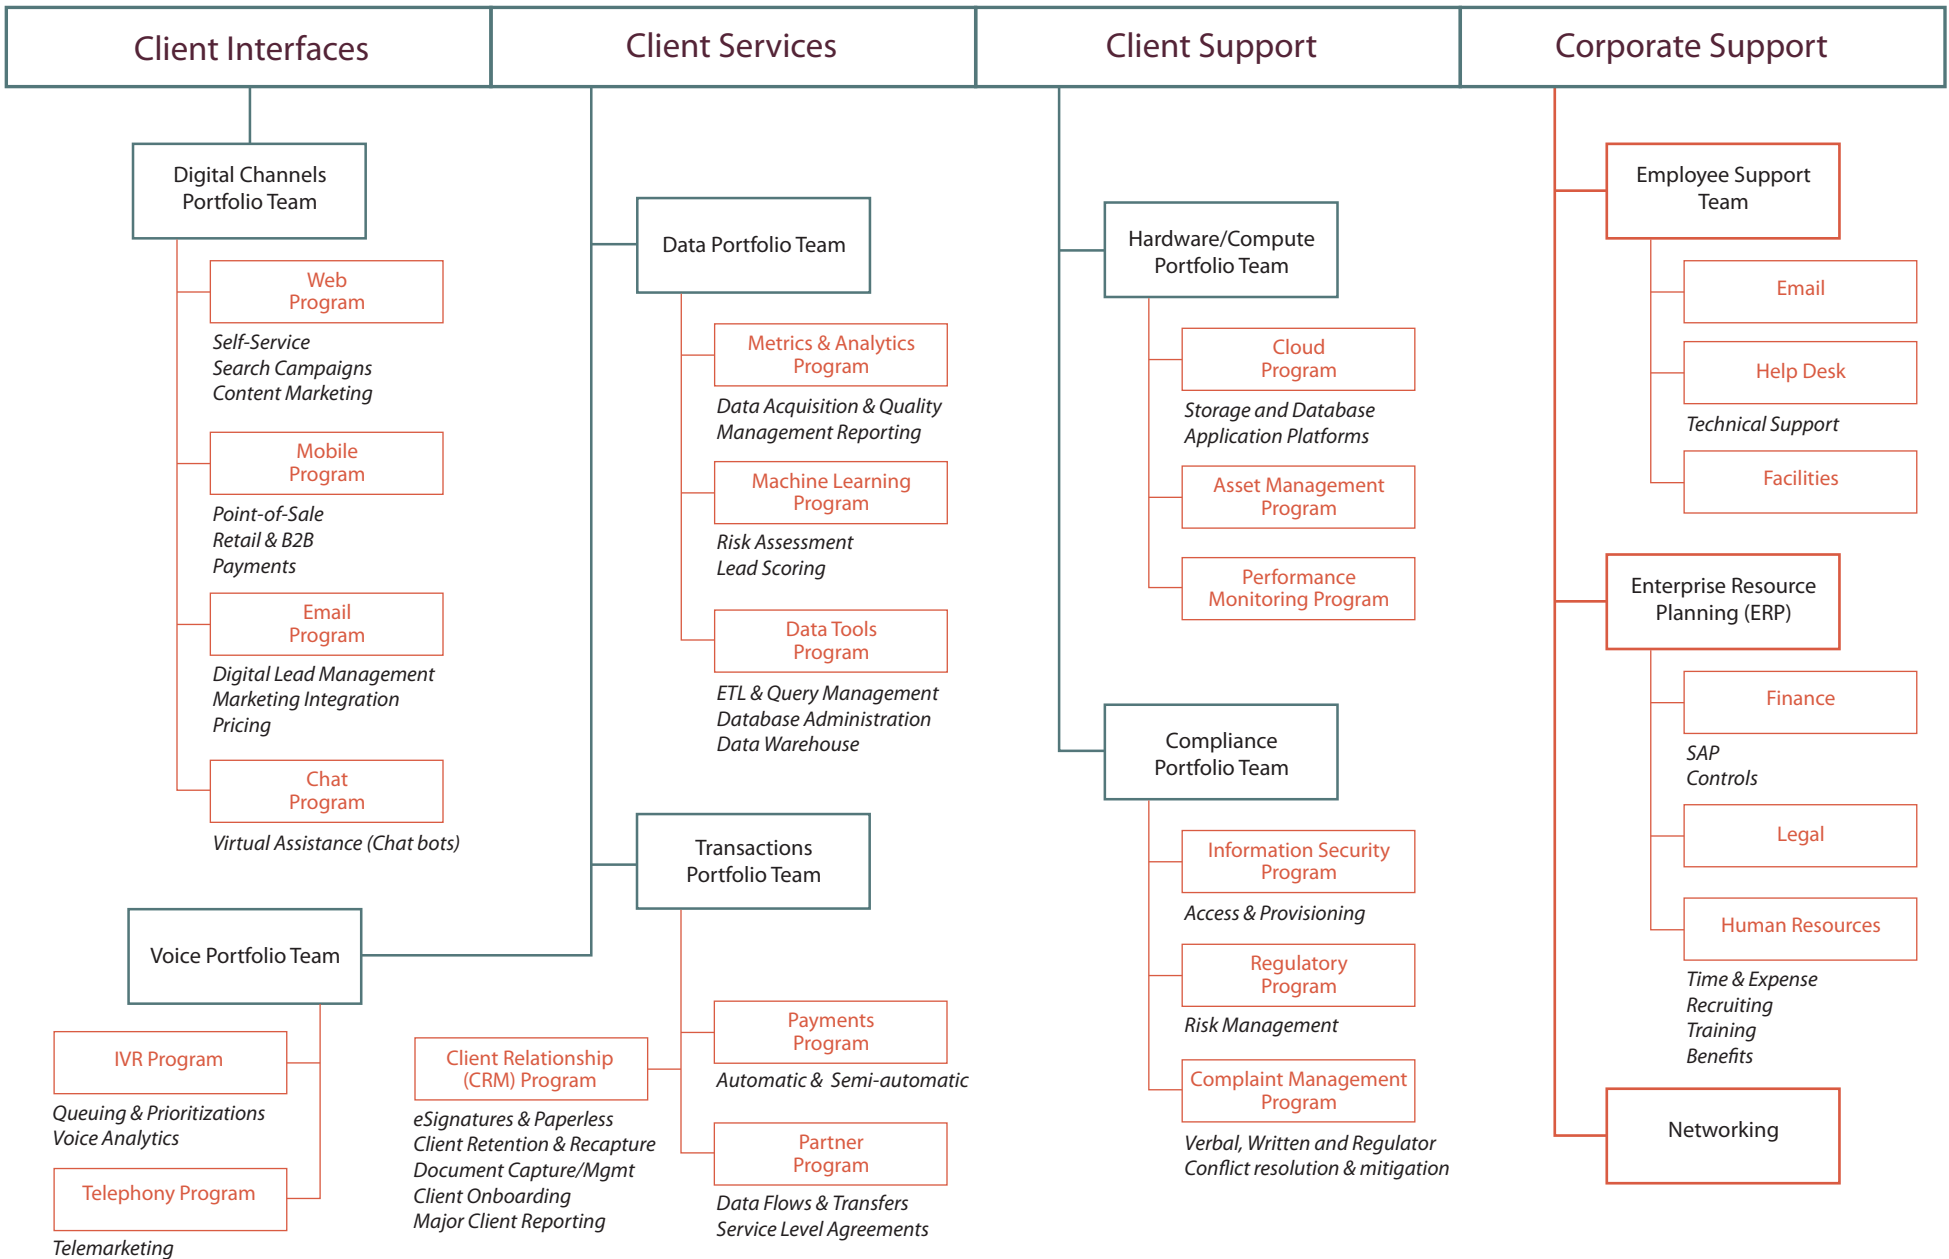 Client Interfaces
Client Services
Client Support
Corporate Support
Digital Channels
Portfolio Team
Web
Program
Self-Service
Search Campaigns
Content Marketing
Mobile
Program
Point-of-Sale
Retail & B2B
Payments
Email
Program
Digital Lead Management
Marketing Integration
Pricing
Chat
Program
Virtual Assistance (Chat bots)
Voice Portfolio Team
IVR Program
Queuing & Prioritizations
Voice Analytics
Telephony Program
Telemarketing
Data Portfolio Team
Metrics & Analytics
Program
Data Acquisition & Quality
Management Reporting
Machine Learning
Program
Risk Assessment
Lead Scoring
Data Tools
Program
ETL & Query Management
Database Administration
Data Warehouse
Transactions
Portfolio Team
Client Relationship
(CRM) Program
eSignatures & Paperless
Client Retention & Recapture
Document Capture/Mgmt
Client Onboarding
Major Client Reporting
Payments
Program
Automatic & Semi-automatic
Partner
Program
Data Flows & Transfers
Service Level Agreements
Hardware/Compute
Portfolio Team
Cloud
Program
Storage and Database
Application Platforms
Asset Management
Program
Performance
Monitoring Program
Compliance
Portfolio Team
Information Security
Program
Access & Provisioning
Regulatory
Program
Risk Management
Complaint Management
Program
Verbal, Written and Regulator
Conflict resolution & mitigation
Employee Support
Team
Email
Help Desk
Technical Support
Facilities
Enterprise Resource
Planning (ERP)
Finance
SAP
Controls
Legal
Human Resources
Time & Expense
Recruiting
Training
Benefits
Networking